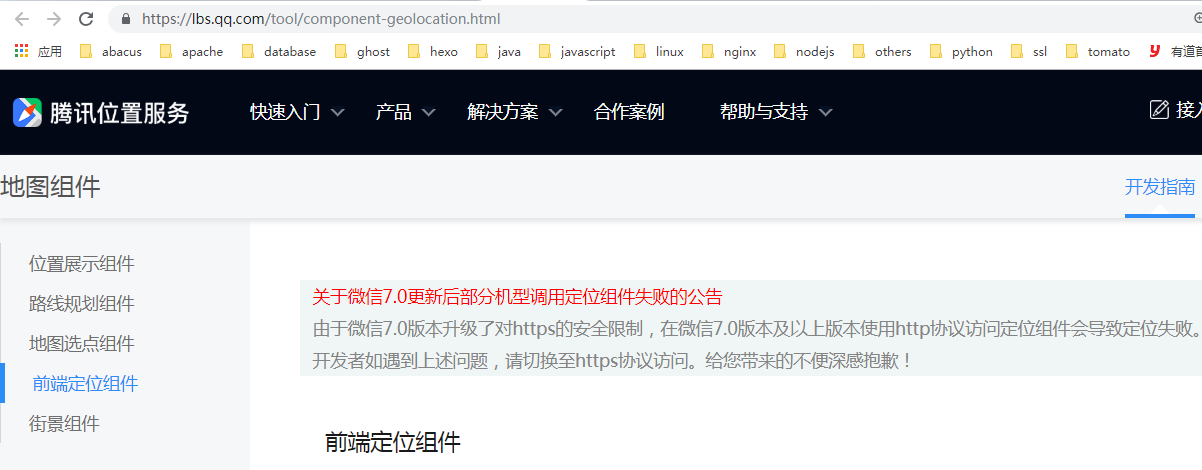 https://lbs.qq.com/tool/component-geolocation.html
应用 abacus apache database ghost hexo java javascript linux nginx nodejs others python ssl tomato 有道首
腾讯位置服务 快速入门 产品 解决方案 合作案例 帮助与支持 接入
地图组件 开发指南
位置展示组件
路线规划组件
地图选点组件
前端定位组件
街景组件
关于微信7.0更新后部分机型调用定位组件失败的公告
由于微信7.0版本升级了对https的安全限制，在微信7.0版本及以上版本使用http协议访问定位组件会导致定位失败。
开发者如遇到上述问题，请切换至https协议访问。给您带来的不便深感抱歉！
前端定位组件